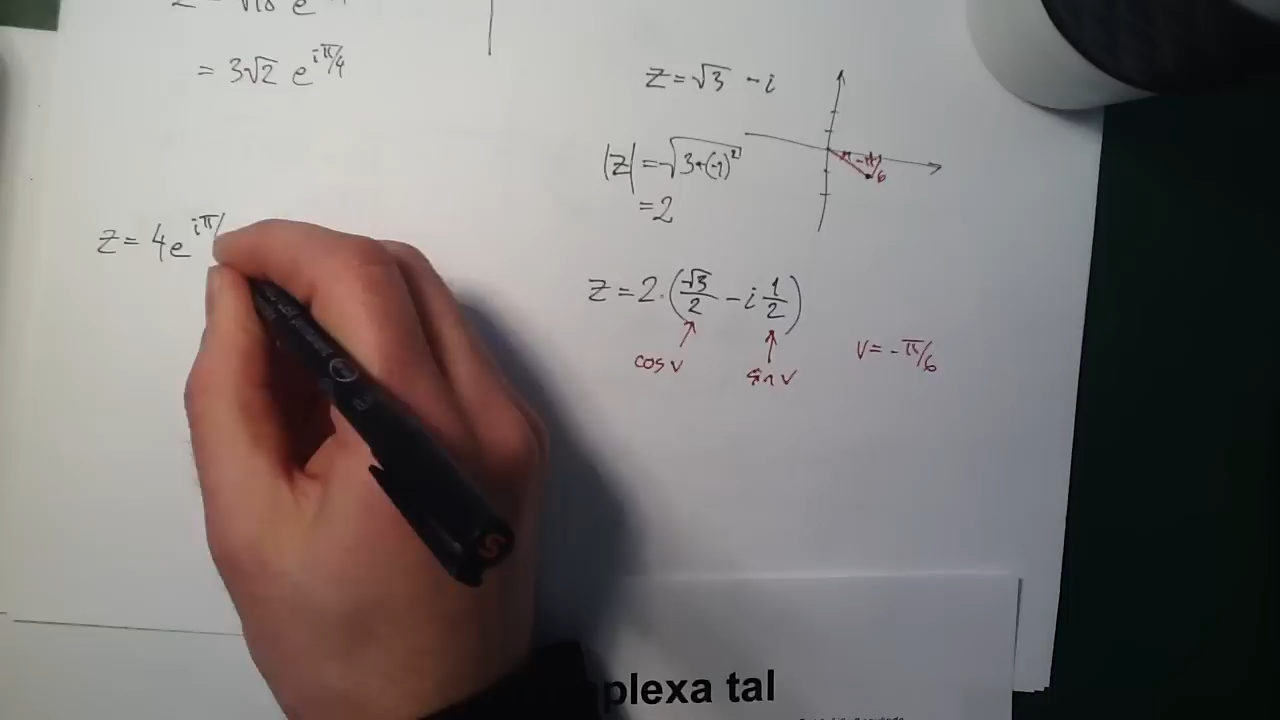 = 3√2 e^{iπ/4}
z = 4e^{iπ/
z = √3 - i
-π/6
|z| = √(3+(-1)²)
= 2
z = 2·(√3/2 - i 1/2)
cos v
sin v
v = -π/6
plexa tal